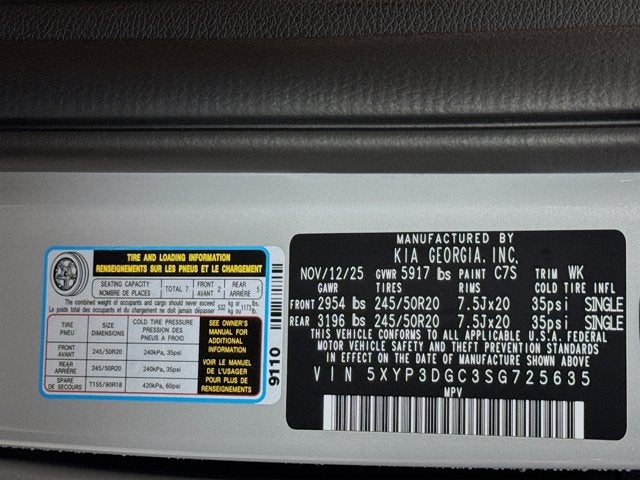 TIRE AND LOADING INFORMATION
RENSEIGNEMENTS SUR LES PNEUS ET LE CHARGEMENT
SEATING CAPACITY
NOMBRE DE PLACES
TOTAL 7
FRONT
AVANT 2
REAR
ARRIÈRE 5
The combined weight of occupants and cargo should never exceed 532 kg or 1173 lbs.
Le poids total des occupants et du chargement ne doit jamais dépasser
TIRE
PNEU
SIZE
DIMENSIONS
COLD TIRE PRESSURE
PRESSION DES
PNEUS À FROID
FRONT
AVANT
245/50R20
240kPa, 35psi
REAR
ARRIÈRE
245/50R20
240kPa, 35psi
SPARE
DE SECOURS
T155/90R18
420kPa, 60psi
SEE OWNER'S
MANUAL FOR
ADDITIONAL
INFORMATION
VOIR LE MANUEL
DE L'USAGER
POUR PLUS DE
RENSEIGNEMENTS
9110
MANUFACTURED BY
KIA GEORGIA, INC.
NOV/12/25 GVWR 5917 lbs PAINT C7S TRIM WK
GAWR TIRES RIMS COLD TIRE INFL
FRONT 2954 lbs 245/50R20 7.5Jx20 35psi SINGLE
REAR 3196 lbs 245/50R20 7.5Jx20 35psi SINGLE
THIS VEHICLE CONFORMS TO ALL APPLICABLE U.S.A. FEDERAL
MOTOR VEHICLE SAFETY AND THEFT PREVENTION STANDARDS
IN EFFECT ON THE DATE OF MANUFACTURE SHOWN ABOVE.
VIN 5XYP3DGC3SG725635
MPV